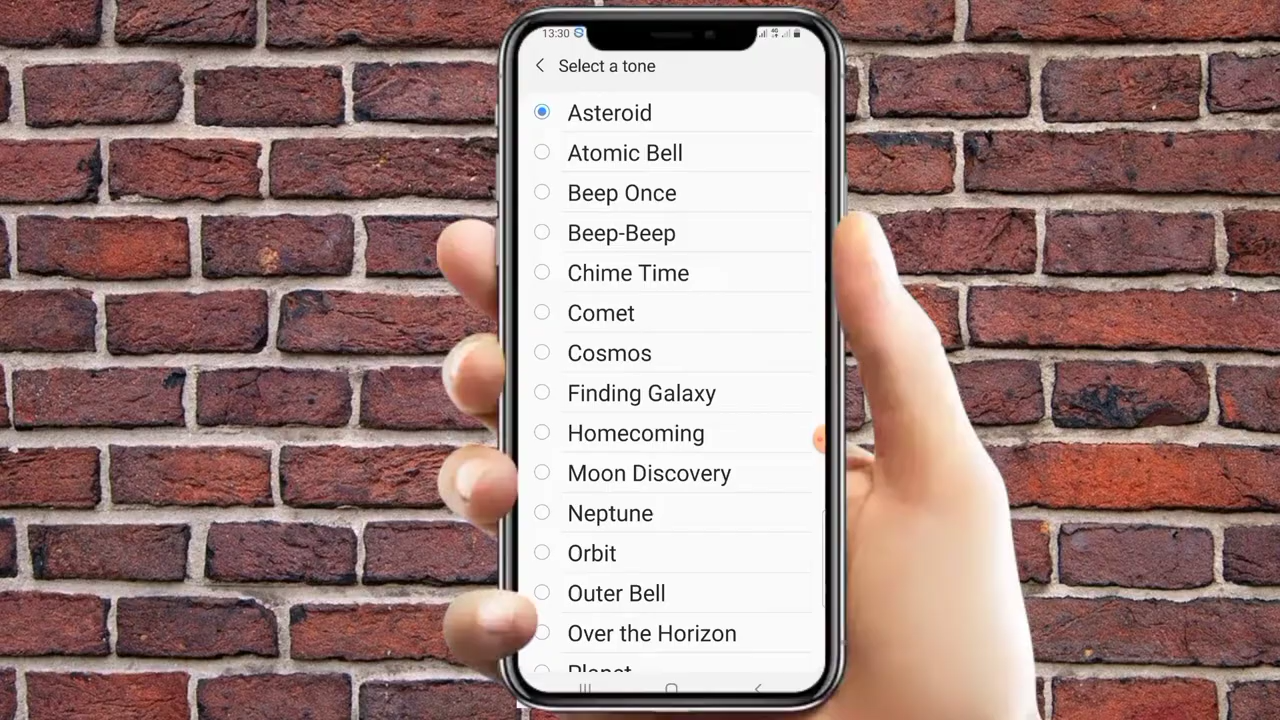 13:30
Select a tone
Asteroid
Atomic Bell
Beep Once
Beep-Beep
Chime Time
Comet
Cosmos
Finding Galaxy
Homecoming
Moon Discovery
Neptune
Orbit
Outer Bell
Over the Horizon
Planet